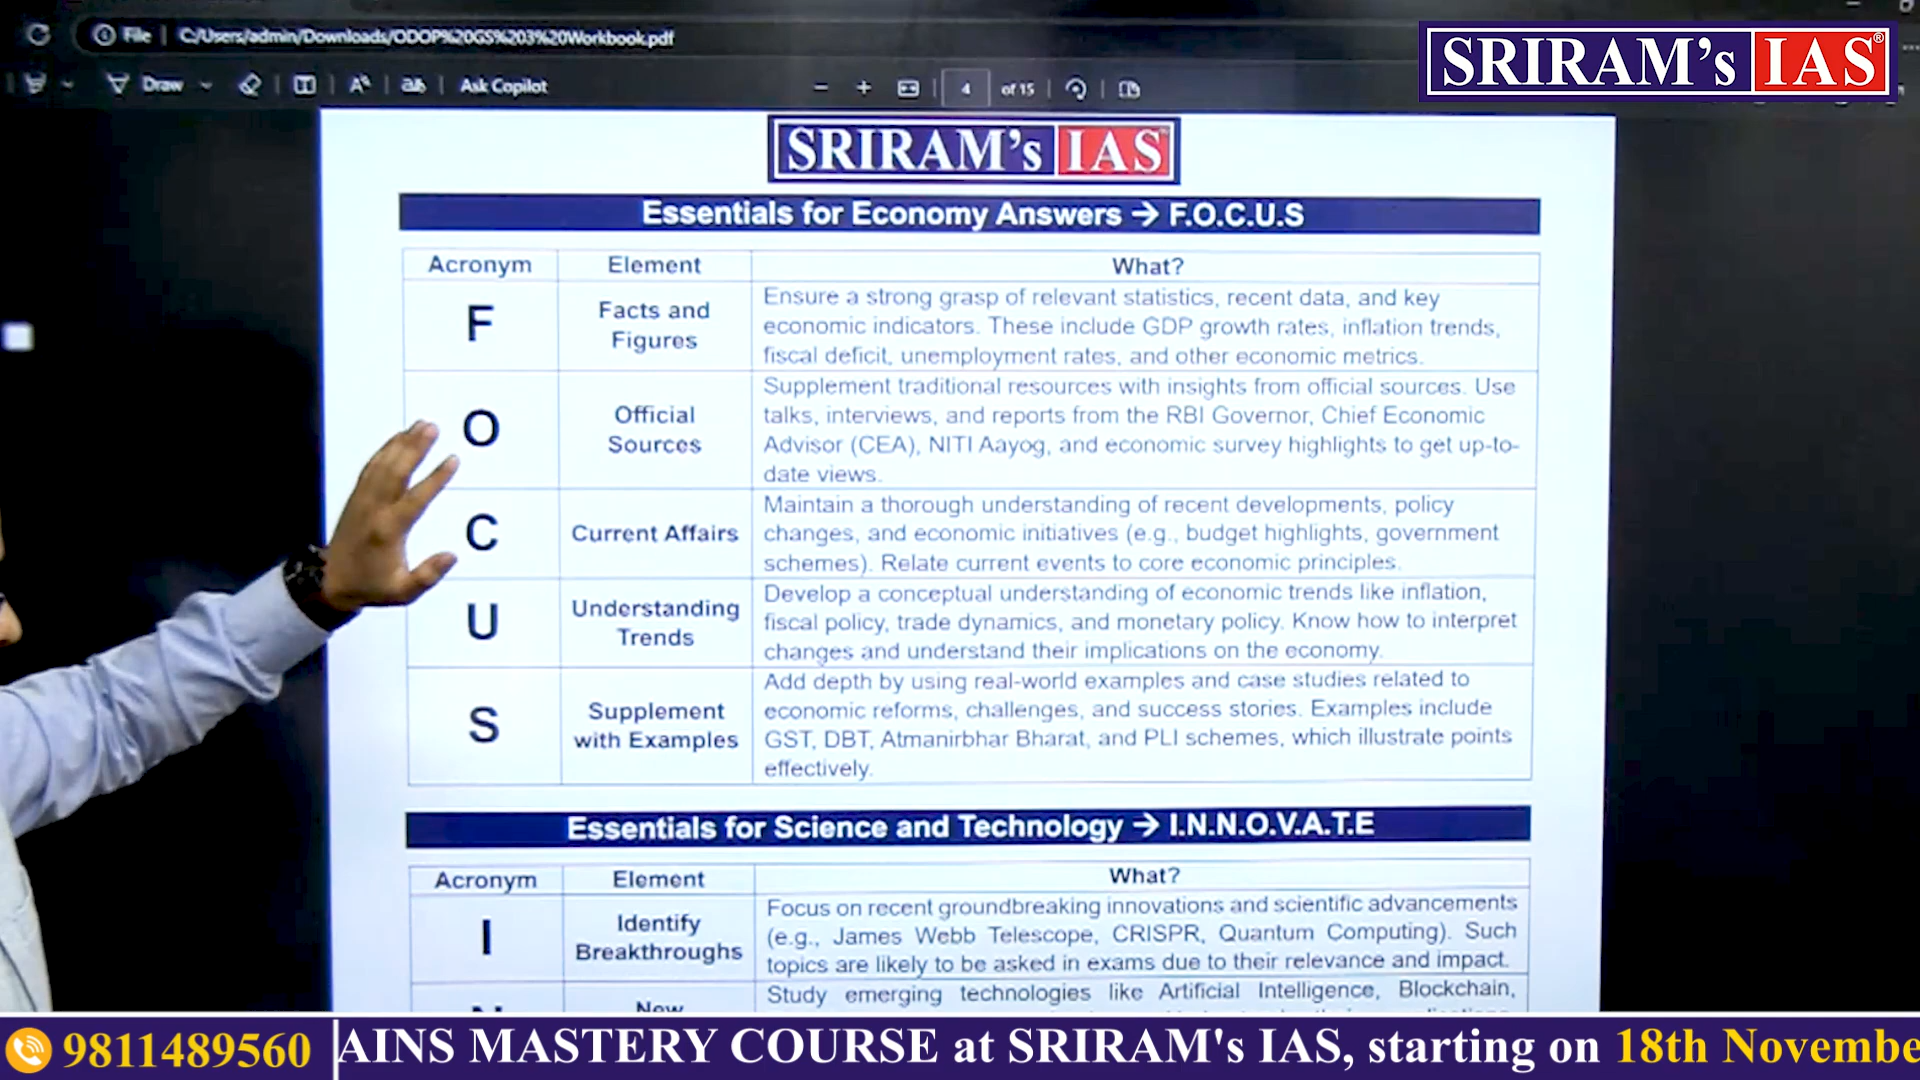 File | C:/Users/admin/Downloads/ODOP%20GS%203%20Workbook.pdf
SRIRAM's IAS®
Draw
Ask Copilot
4 of 15
SRIRAM's IAS
Essentials for Economy Answers → F.O.C.U.S
Acronym Element What?
F
Facts and
Figures
Ensure a strong grasp of relevant statistics, recent data, and key
economic indicators. These include GDP growth rates, inflation trends,
fiscal deficit, unemployment rates, and other economic metrics.
O
Official
Sources
Supplement traditional resources with insights from official sources. Use
talks, interviews, and reports from the RBI Governor, Chief Economic
Advisor (CEA), NITI Aayog, and economic survey highlights to get up-to-
date views.
C
Current Affairs
Maintain a thorough understanding of recent developments, policy
changes, and economic initiatives (e.g., budget highlights, government
schemes). Relate current events to core economic principles.
U
Understanding
Trends
Develop a conceptual understanding of economic trends like inflation,
fiscal policy, trade dynamics, and monetary policy. Know how to interpret
changes and understand their implications on the economy.
S
Supplement
with Examples
Add depth by using real-world examples and case studies related to
economic reforms, challenges, and success stories. Examples include
GST, DBT, Atmanirbhar Bharat, and PLI schemes, which illustrate points
effectively.
Essentials for Science and Technology → I.N.N.O.V.A.T.E
Acronym Element What?
I
Identify
Breakthroughs
Focus on recent groundbreaking innovations and scientific advancements
(e.g., James Webb Telescope, CRISPR, Quantum Computing). Such
topics are likely to be asked in exams due to their relevance and impact.
New
Study emerging technologies like Artificial Intelligence, Blockchain,
9811489560 AINS MASTERY COURSE at SRIRAM's IAS, starting on 18th Novembe